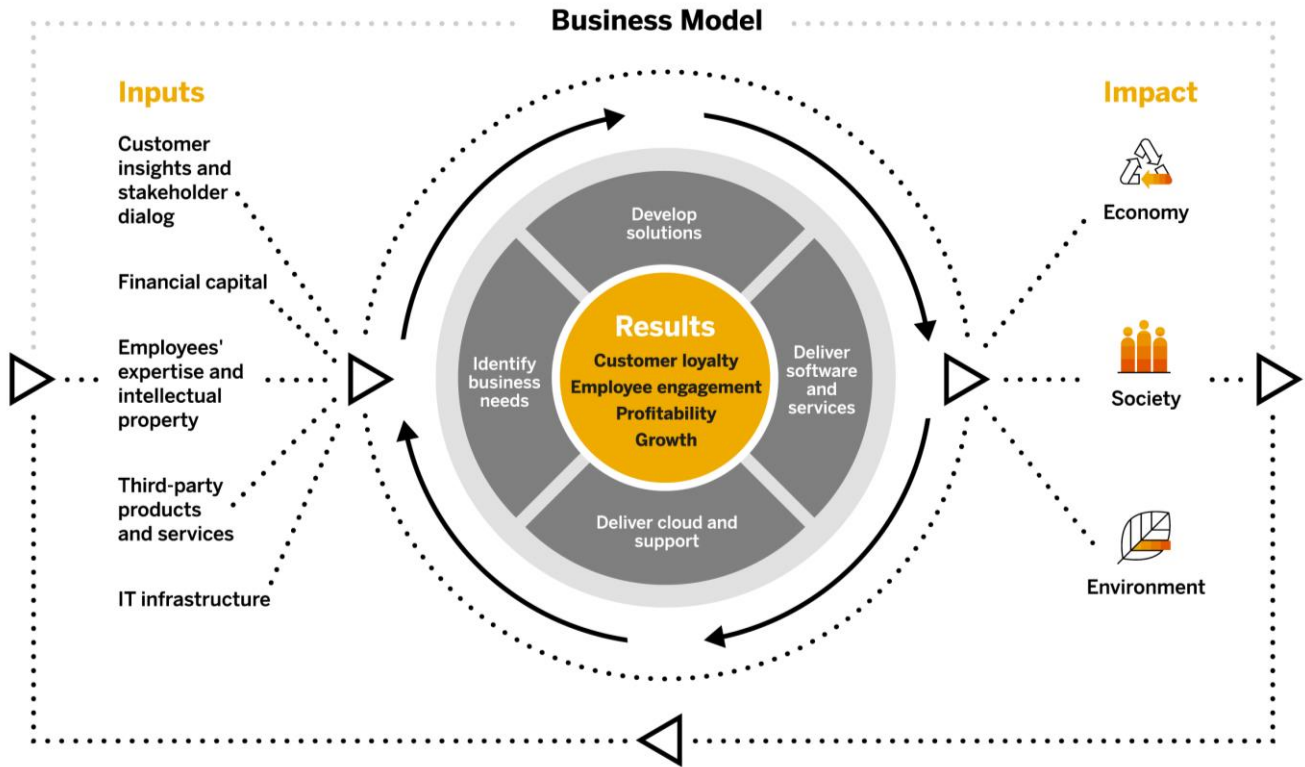 Business Model
Inputs
Customer
insights and
stakeholder
dialog
Financial capital
Employees'
expertise and
intellectual
property
Third-party
products
and services
IT infrastructure
Develop
solutions
Identify
business
needs
Results
Customer loyalty
Employee engagement
Profitability
Growth
Deliver
software
and
services
Deliver cloud and
support
Impact
Economy
Society
Environment